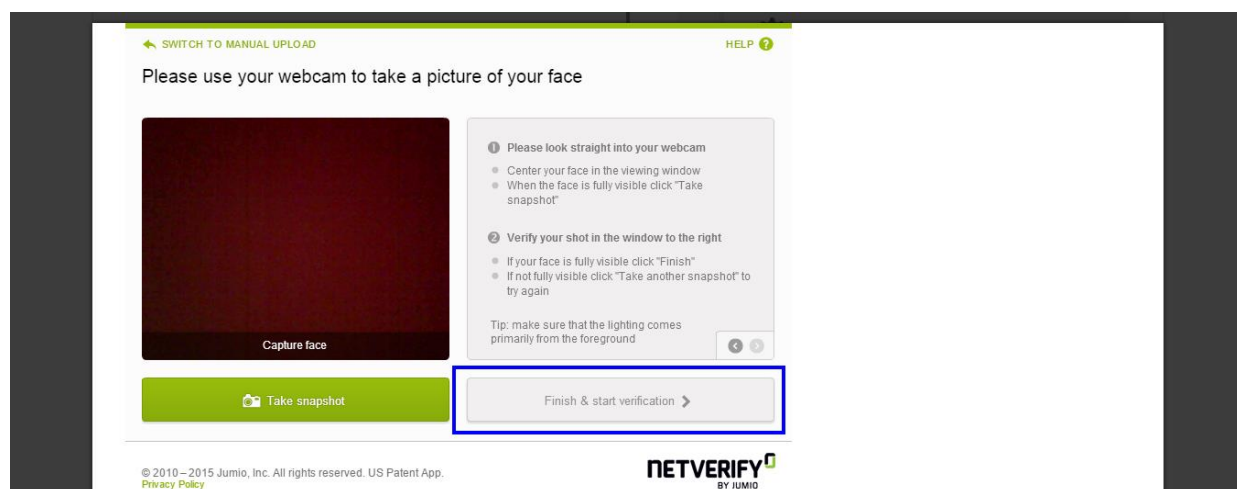 SWITCH TO MANUAL UPLOAD
HELP ?
Please use your webcam to take a picture of your face
Capture face
1 Please look straight into your webcam
Center your face in the viewing window
When the face is fully visible click "Take
snapshot"
2 Verify your shot in the window to the right
If your face is fully visible click "Finish"
If not fully visible click "Take another snapshot" to
try again
Tip: make sure that the lighting comes
primarily from the foreground
Take snapshot
Finish & start verification
© 2010–2015 Jumio, Inc. All rights reserved. US Patent App.
Privacy Policy
NETVERIFY
BY JUMIO